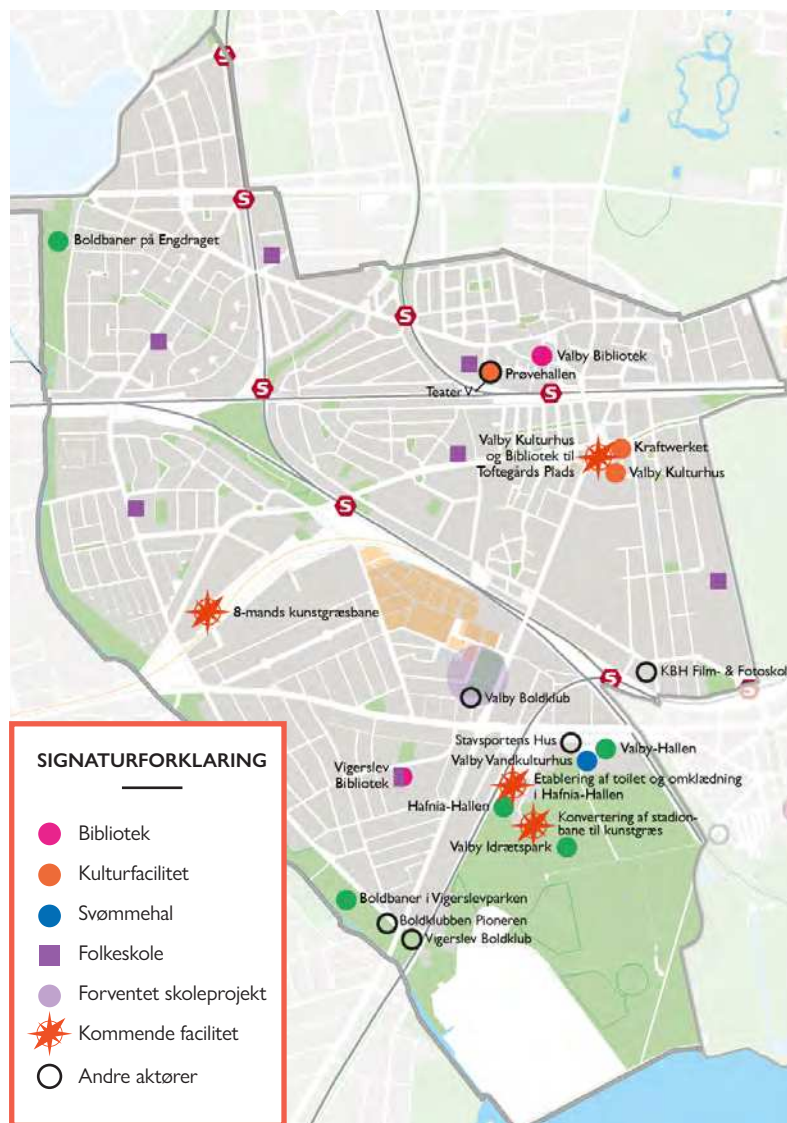 S
S
Boldbaner på Engdraget
S
Valby Bibliotek
Prøvehallen
Teater V
S
S
Valby Kulturhus
og Bibliotek til
Toftegårds Plads
Kraftwerket
Valby Kulturhus
S
8-mands kunstgræsbane
KBH Film- & Fotoskol
S
S
Valby Boldklub
Stavsportens Hus
Valby-Hallen
Valby Vandkulturhus
Vigerslev
Bibliotek
Etablering af toilet og omklædning
i Hafnia-Hallen
Hafnia-Hallen
Konvertering af stadion-
bane til kunstgræs
Valby Idrætspark
Boldbaner i Vigerslevparken
Boldklubben Pioneren
Vigerslev Boldklub
SIGNATURFORKLARING
Bibliotek
Kulturfacilitet
Svømmehal
Folkeskole
Forventet skoleprojekt
Kommende facilitet
Andre aktører